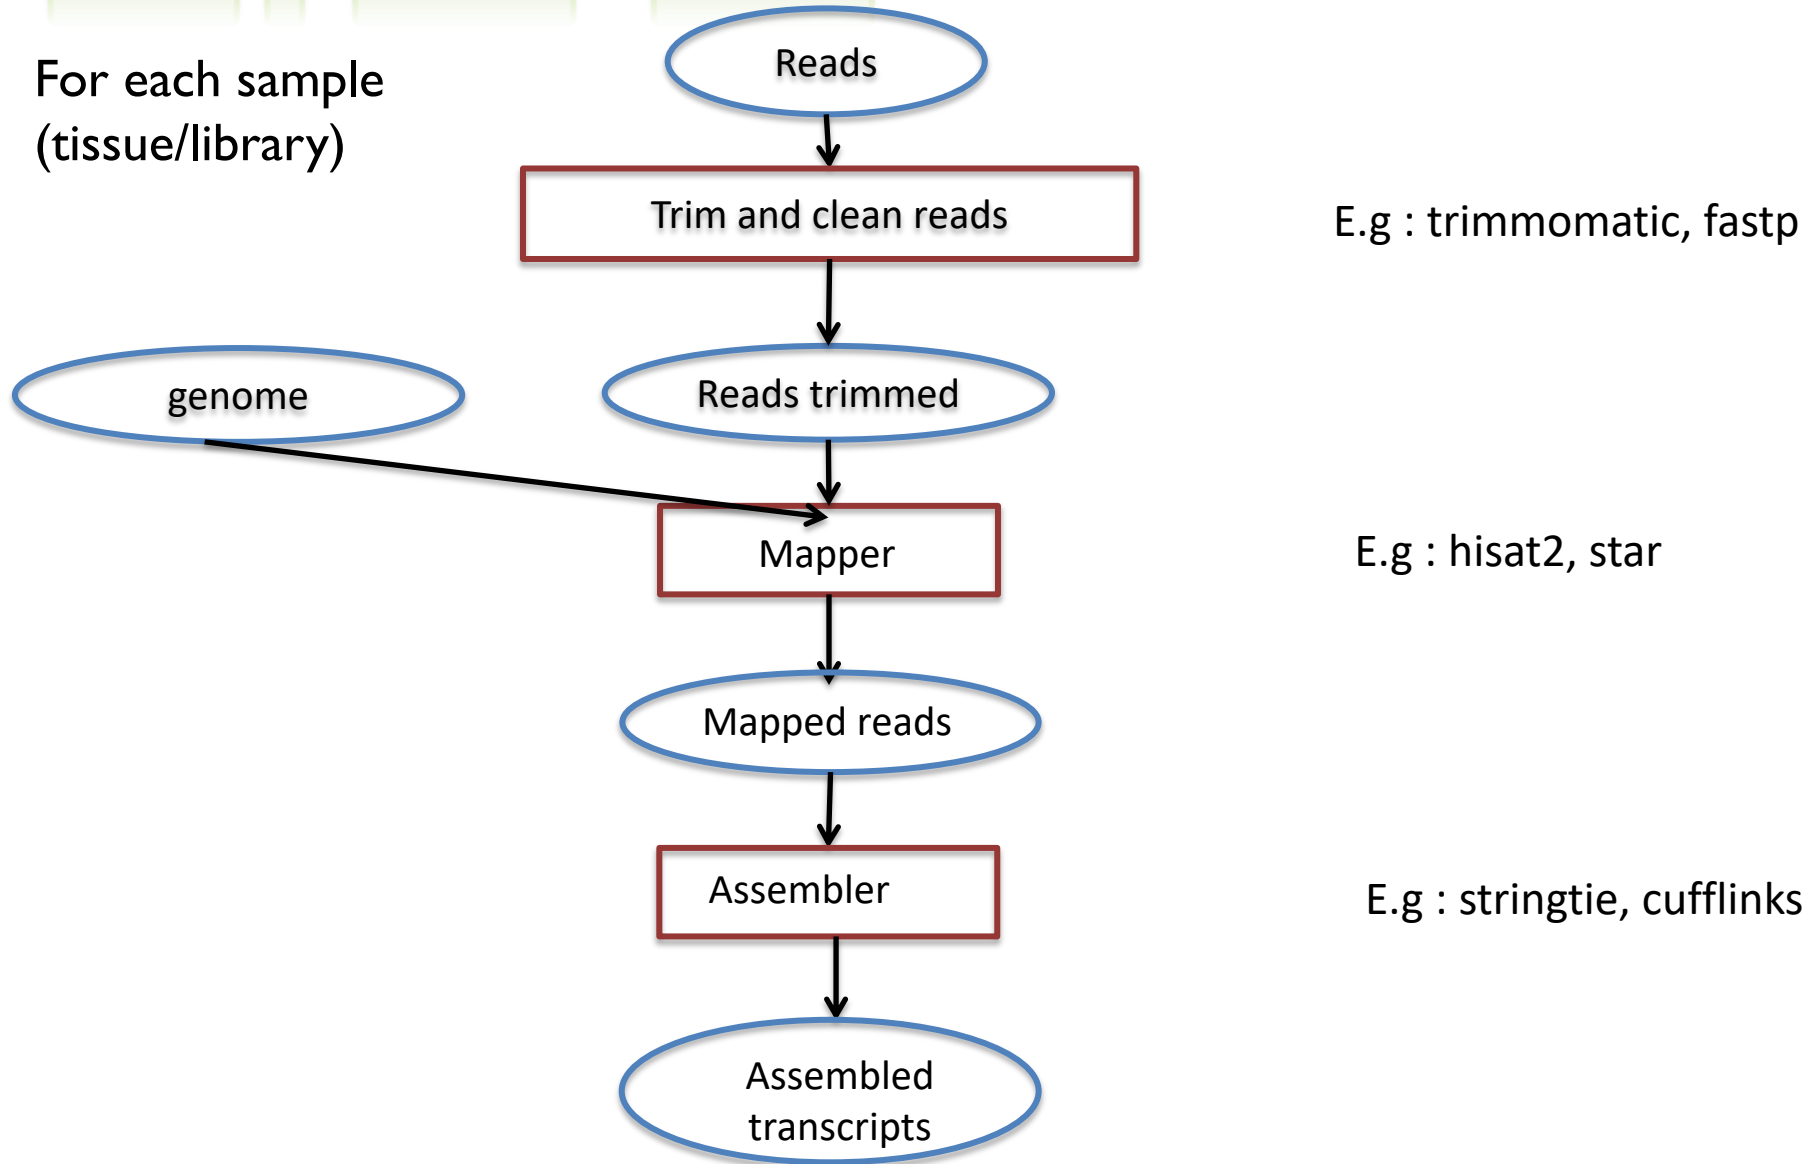 For each sample
(tissue/library)
Reads
Trim and clean reads
E.g : trimmomatic, fastp
genome
Reads trimmed
Mapper
E.g : hisat2, star
Mapped reads
Assembler
E.g : stringtie, cufflinks
Assembled
transcripts